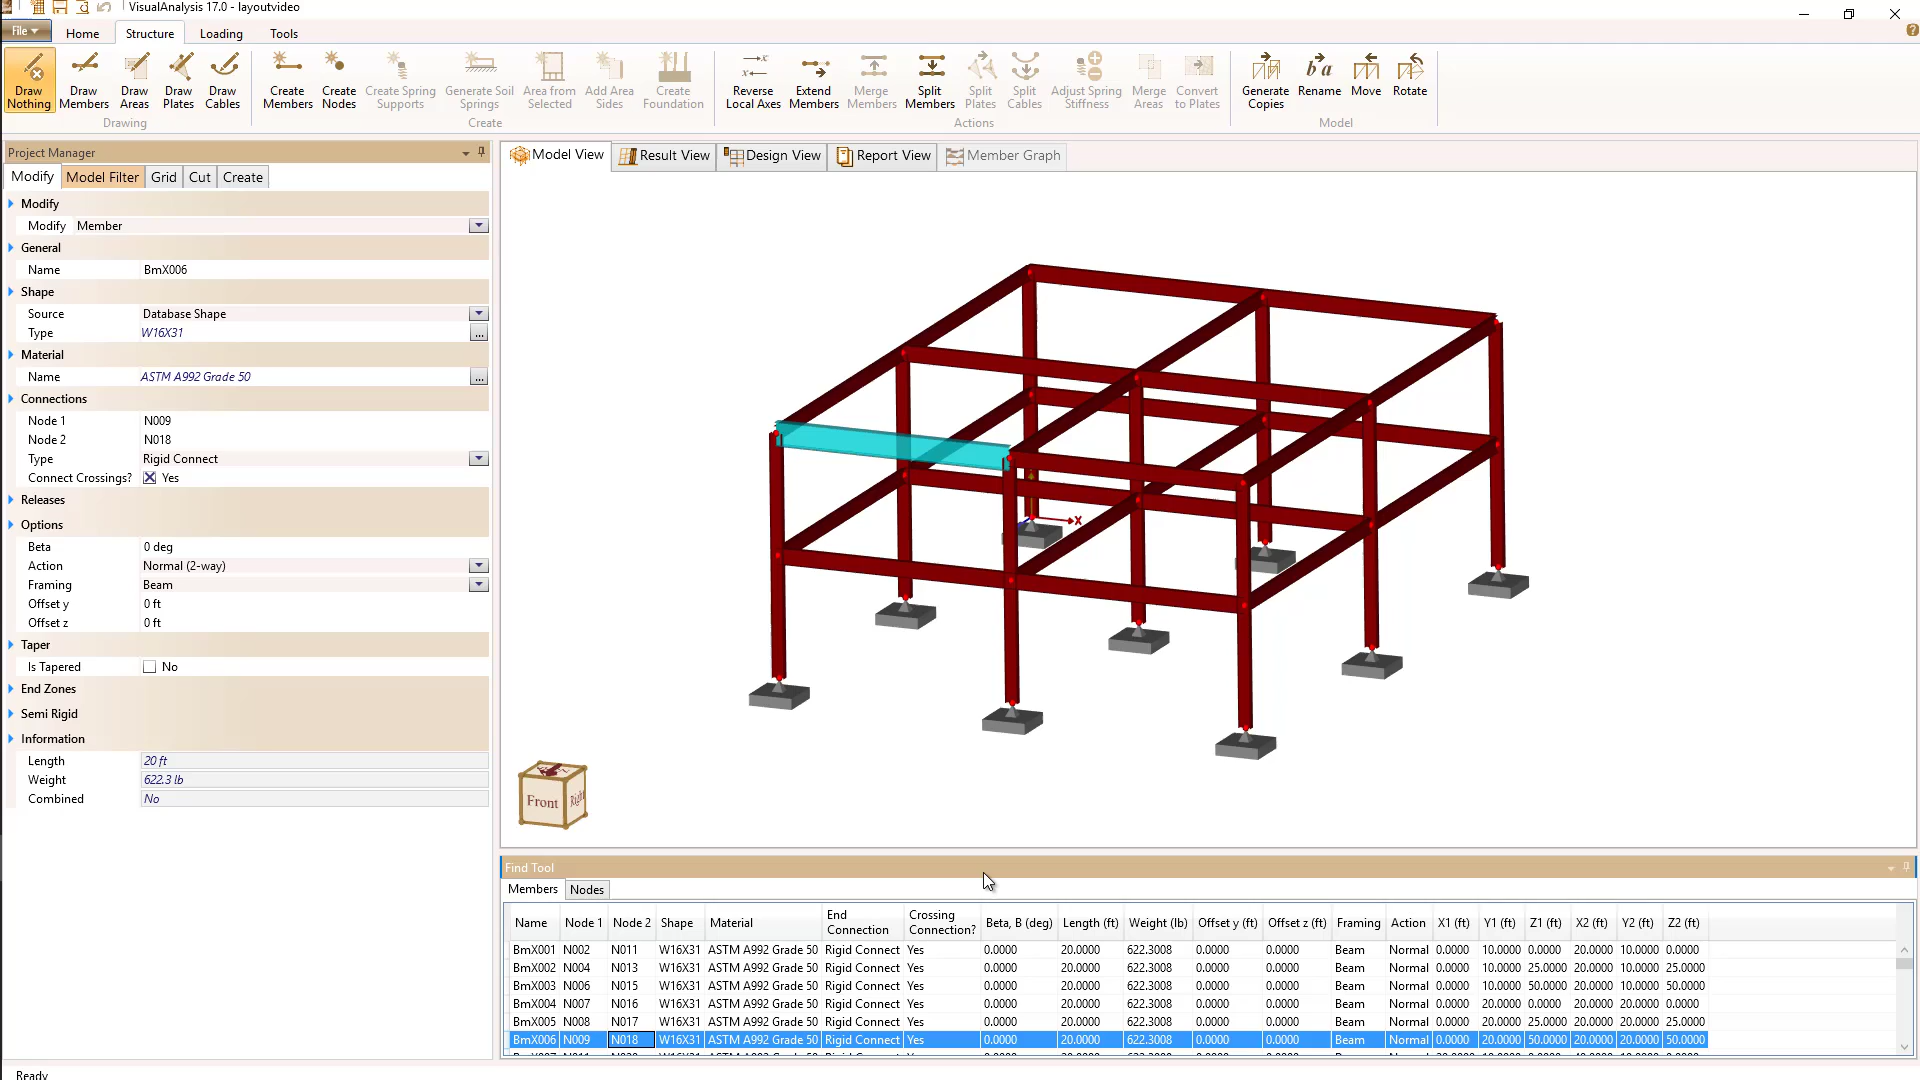 VisualAnalysis 17.0 - layoutvideo
File Home Structure Loading Tools
Draw Nothing Draw Members Draw Areas Draw Plates Draw Cables Create Members Create Nodes Create Spring Supports Generate Soil Springs Area from Selected Add Area Sides Create Foundation Reverse Local Axes Extend Members Merge Members Split Members Split Plates Split Cables Adjust Spring Stiffness Merge Areas Convert to Plates Generate Copies Rename Move Rotate
Drawing Create Actions Model
Project Manager
Modify Model Filter Grid Cut Create
Modify
Modify Member
General
Name BmX006
Shape
Source Database Shape
Type W16X31 ...
Material
Name ASTM A992 Grade 50 ...
Connections
Node 1 N009
Node 2 N018
Type Rigid Connect
Connect Crossings? Yes
Releases
Options
Beta 0 deg
Action Normal (2-way)
Framing Beam
Offset y 0 ft
Offset z 0 ft
Taper
Is Tapered No
End Zones
Semi Rigid
Information
Length 20 ft
Weight 622.3 lb
Combined No
Model View Result View Design View Report View Member Graph
X
Front Right
Find Tool
Members Nodes
Name Node 1 Node 2 Shape Material End Connection Crossing Connection? Beta, B (deg) Length (ft) Weight (lb) Offset y (ft) Offset z (ft) Framing Action X1 (ft) Y1 (ft) Z1 (ft) X2 (ft) Y2 (ft) Z2 (ft)
BmX001 N002 N011 W16X31 ASTM A992 Grade 50 Rigid Connect Yes 0.0000 20.0000 622.3008 0.0000 0.0000 Beam Normal 0.0000 10.0000 0.0000 20.0000 10.0000 0.0000
BmX002 N004 N013 W16X31 ASTM A992 Grade 50 Rigid Connect Yes 0.0000 20.0000 622.3008 0.0000 0.0000 Beam Normal 0.0000 10.0000 25.0000 20.0000 10.0000 25.0000
BmX003 N006 N015 W16X31 ASTM A992 Grade 50 Rigid Connect Yes 0.0000 20.0000 622.3008 0.0000 0.0000 Beam Normal 0.0000 10.0000 50.0000 20.0000 10.0000 50.0000
BmX004 N007 N016 W16X31 ASTM A992 Grade 50 Rigid Connect Yes 0.0000 20.0000 622.3008 0.0000 0.0000 Beam Normal 0.0000 20.0000 0.0000 20.0000 20.0000 0.0000
BmX005 N008 N017 W16X31 ASTM A992 Grade 50 Rigid Connect Yes 0.0000 20.0000 622.3008 0.0000 0.0000 Beam Normal 0.0000 20.0000 25.0000 20.0000 20.0000 25.0000
BmX006 N009 N018 W16X31 ASTM A992 Grade 50 Rigid Connect Yes 0.0000 20.0000 622.3008 0.0000 0.0000 Beam Normal 0.0000 20.0000 50.0000 20.0000 20.0000 50.0000
Ready